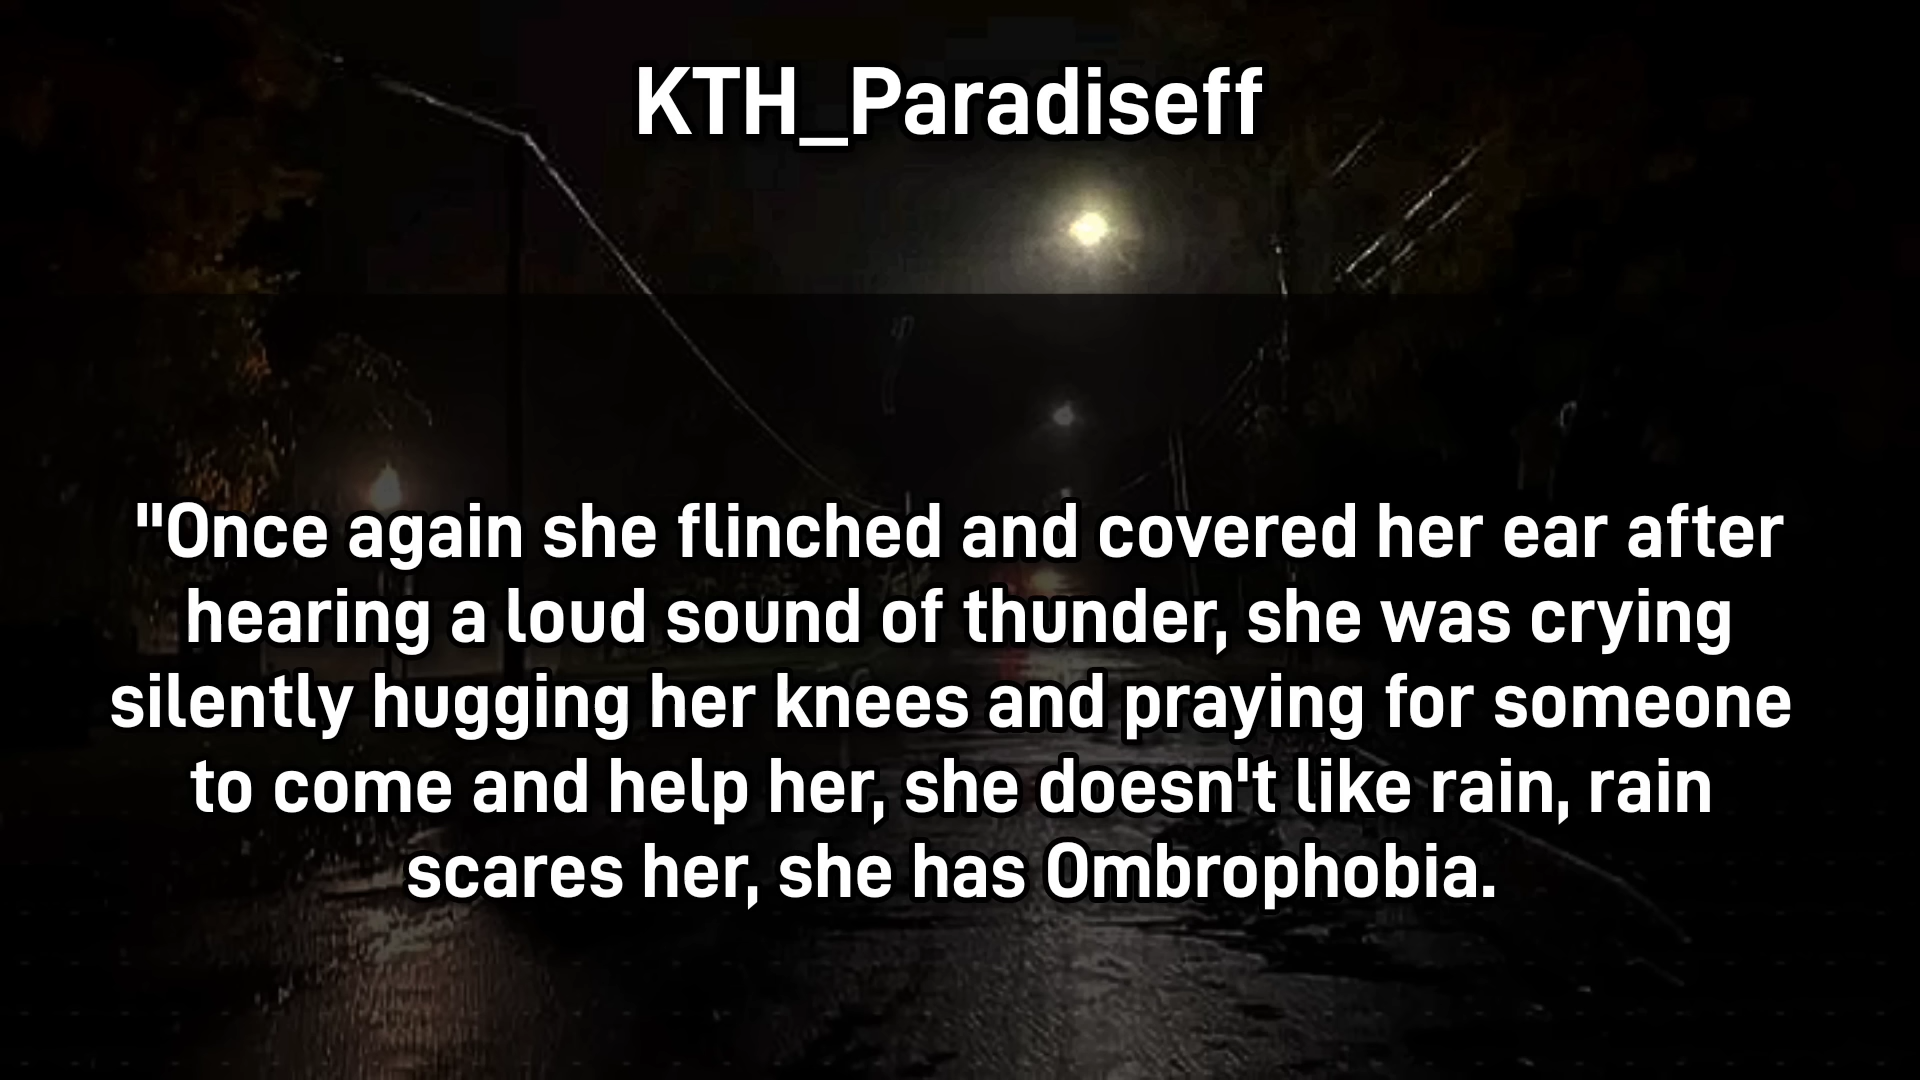 KTH_Paradiseff
"Once again she flinched and covered her ear after
hearing a loud sound of thunder, she was crying
silently hugging her knees and praying for someone
to come and help her, she doesn't like rain, rain
scares her, she has Ombrophobia.